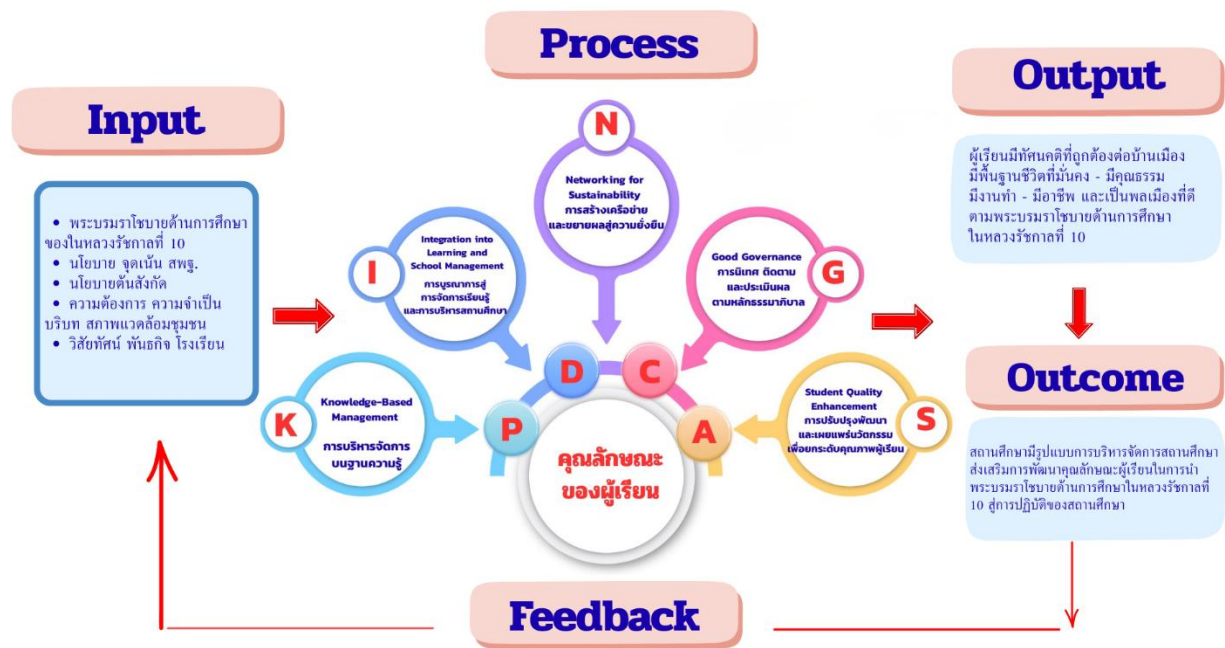 Process
Input
• พระบรมราโชบายด้านการศึกษา
ของในหลวงรัชกาลที่ 10
• นโยบาย จุดเน้น สพฐ.
• นโยบายต้นสังกัด
• ความต้องการ ความจำเป็น
บริบท สภาพแวดล้อมชุมชน
• วิสัยทัศน์ พันธกิจ โรงเรียน
K
Knowledge-Based
Management
การบริหารจัดการ
บนฐานความรู้
I
Integration into
Learning and
School Management
การบูรณาการสู่
การจัดการเรียนรู้
และการบริหารสถานศึกษา
N
Networking for
Sustainability
การสร้างเครือข่าย
และขยายผลสู่ความยั่งยืน
G
Good Governance
การนิเทศ ติดตาม
และประเมินผล
ตามหลักธรรมาภิบาล
S
Student Quality
Enhancement
การปรับปรุงพัฒนา
และเผยแพร่นวัตกรรม
เพื่อยกระดับคุณภาพผู้เรียน
P
D
C
A
คุณลักษณะ
ของผู้เรียน
Output
ผู้เรียนมีทัศนคติที่ถูกต้องต่อบ้านเมือง
มีพื้นฐานชีวิตที่มั่นคง - มีคุณธรรม
มีงานทำ - มีอาชีพ และเป็นพลเมืองที่ดี
ตามพระบรมราโชบายด้านการศึกษา
ในหลวงรัชกาลที่ 10
Outcome
สถานศึกษามีรูปแบบการบริหารจัดการสถานศึกษา
ส่งเสริมการพัฒนาคุณลักษณะผู้เรียนในการนำ
พระบรมราโชบายด้านการศึกษาในหลวงรัชกาลที่
10 สู่การปฏิบัติของสถานศึกษา
Feedback